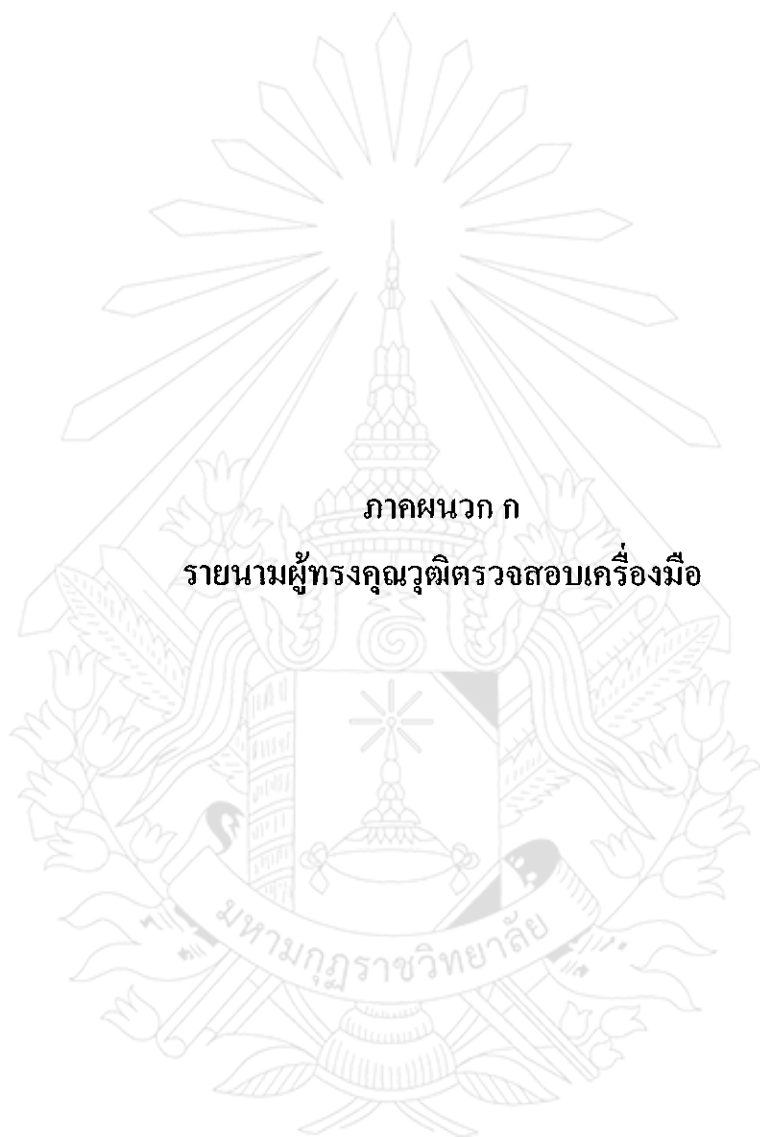 ภาคผนวก ก
รายนามผู้ทรงคุณวุฒิตรวจสอบเครื่องมือ
มหามกุฏราชวิทยาลัย